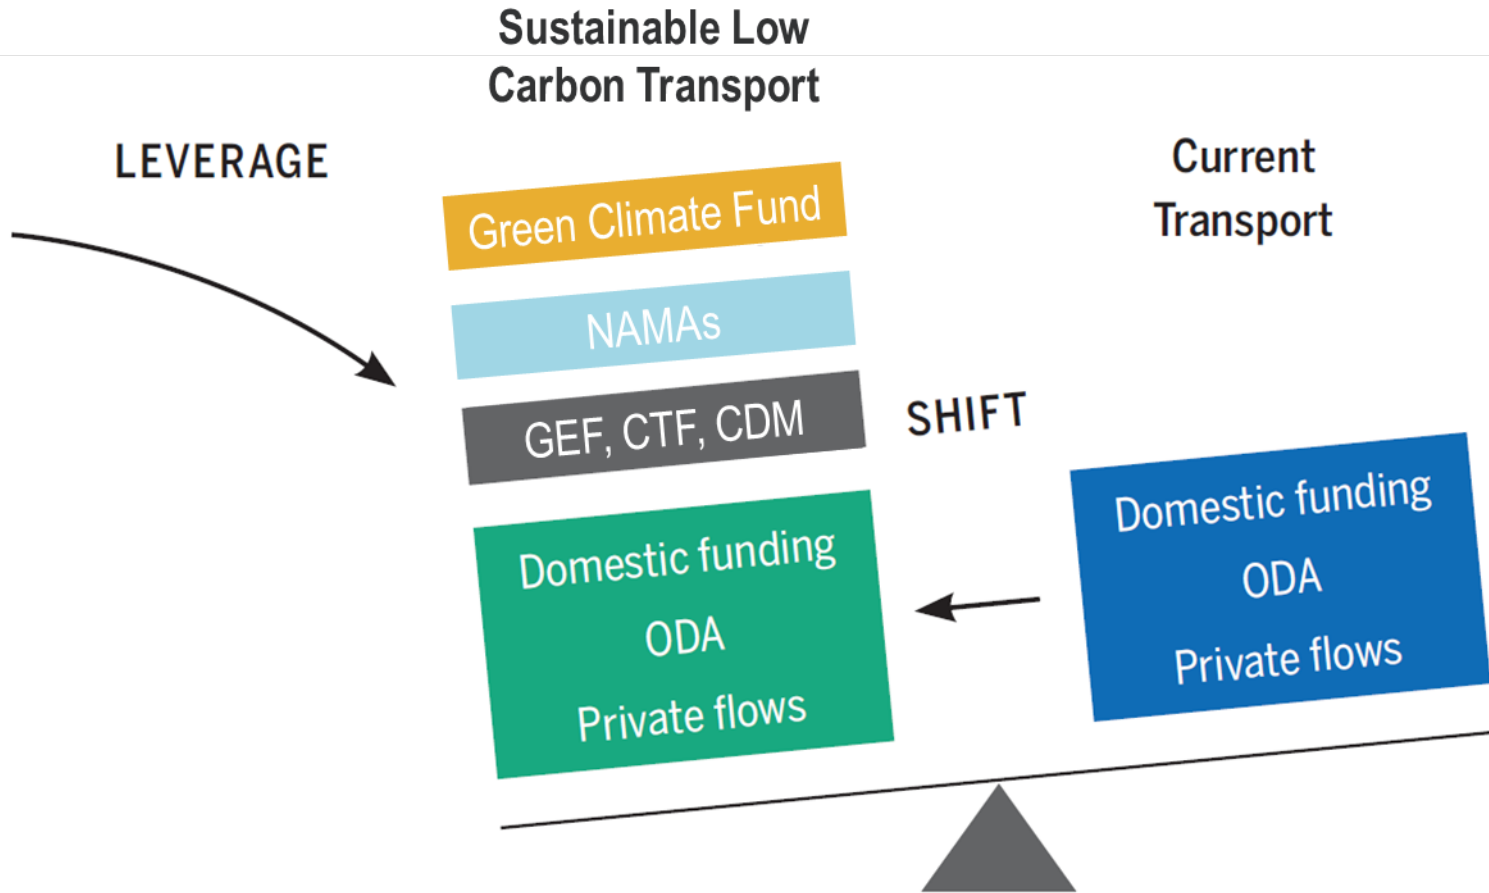 Sustainable Low
Carbon Transport
LEVERAGE
Current
Transport
Green Climate Fund
NAMAs
GEF, CTF, CDM
SHIFT
Domestic funding
ODA
Private flows
Domestic funding
ODA
Private flows